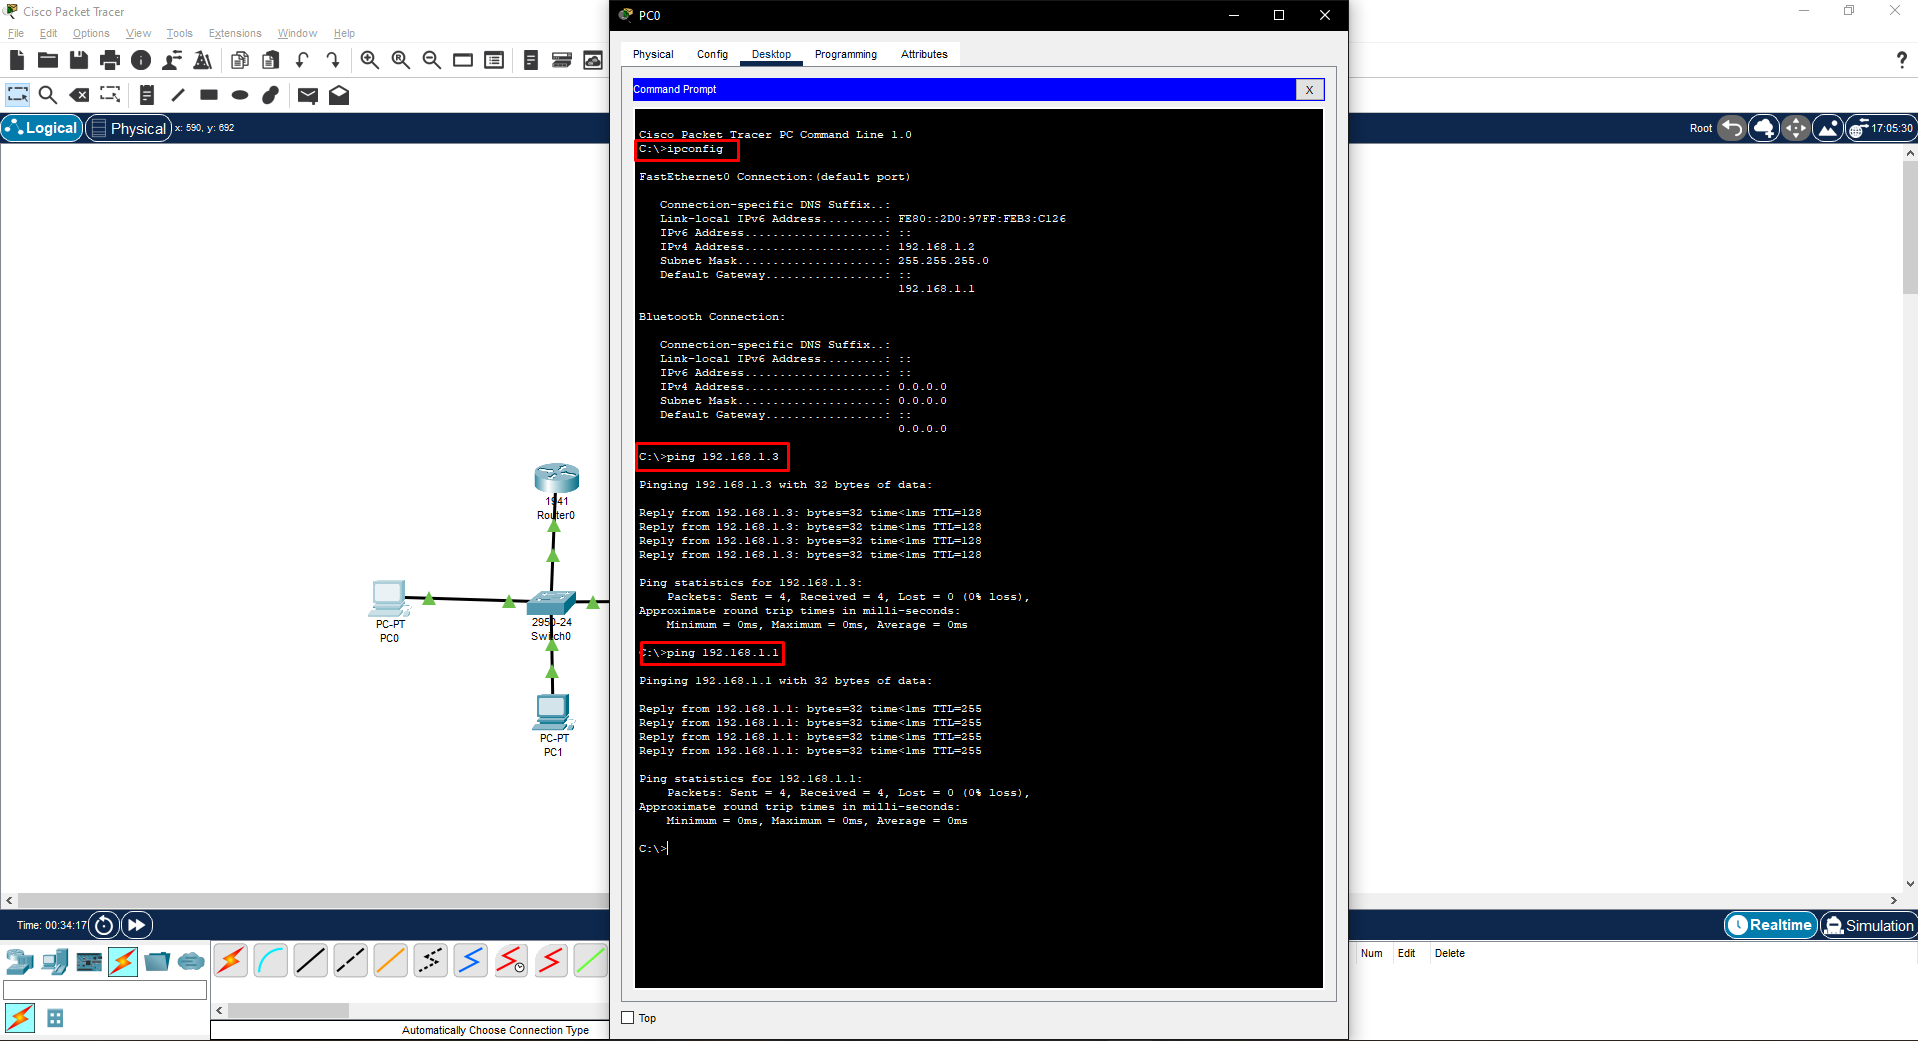 Cisco Packet Tracer
File Edit Options View Tools Extensions Window Help
Logical Physical x: 590, y: 692
Root 17:05:30
1941
Router0
PC-PT
PC0
2950-24
Switch0
PC-PT
PC1
PC0
Physical Config Desktop Programming Attributes
Command Prompt X
Cisco Packet Tracer PC Command Line 1.0
C:\>ipconfig
FastEthernet0 Connection:(default port)
Connection-specific DNS Suffix..:
Link-local IPv6 Address.........: FE80::2D0:97FF:FEB3:C126
IPv6 Address....................: ::
IPv4 Address....................: 192.168.1.2
Subnet Mask.....................: 255.255.255.0
Default Gateway.................: ::
192.168.1.1
Bluetooth Connection:
Connection-specific DNS Suffix..:
Link-local IPv6 Address.........: ::
IPv6 Address....................: ::
IPv4 Address....................: 0.0.0.0
Subnet Mask.....................: 0.0.0.0
Default Gateway.................: ::
0.0.0.0
C:\>ping 192.168.1.3
Pinging 192.168.1.3 with 32 bytes of data:
Reply from 192.168.1.3: bytes=32 time<1ms TTL=128
Reply from 192.168.1.3: bytes=32 time<1ms TTL=128
Reply from 192.168.1.3: bytes=32 time<1ms TTL=128
Reply from 192.168.1.3: bytes=32 time<1ms TTL=128
Ping statistics for 192.168.1.3:
Packets: Sent = 4, Received = 4, Lost = 0 (0% loss),
Approximate round trip times in milli-seconds:
Minimum = 0ms, Maximum = 0ms, Average = 0ms
C:\>ping 192.168.1.1
Pinging 192.168.1.1 with 32 bytes of data:
Reply from 192.168.1.1: bytes=32 time<1ms TTL=255
Reply from 192.168.1.1: bytes=32 time<1ms TTL=255
Reply from 192.168.1.1: bytes=32 time<1ms TTL=255
Reply from 192.168.1.1: bytes=32 time<1ms TTL=255
Ping statistics for 192.168.1.1:
Packets: Sent = 4, Received = 4, Lost = 0 (0% loss),
Approximate round trip times in milli-seconds:
Minimum = 0ms, Maximum = 0ms, Average = 0ms
C:\>
Top
Time: 00:34:17
Realtime Simulation
Num Edit Delete
Automatically Choose Connection Type